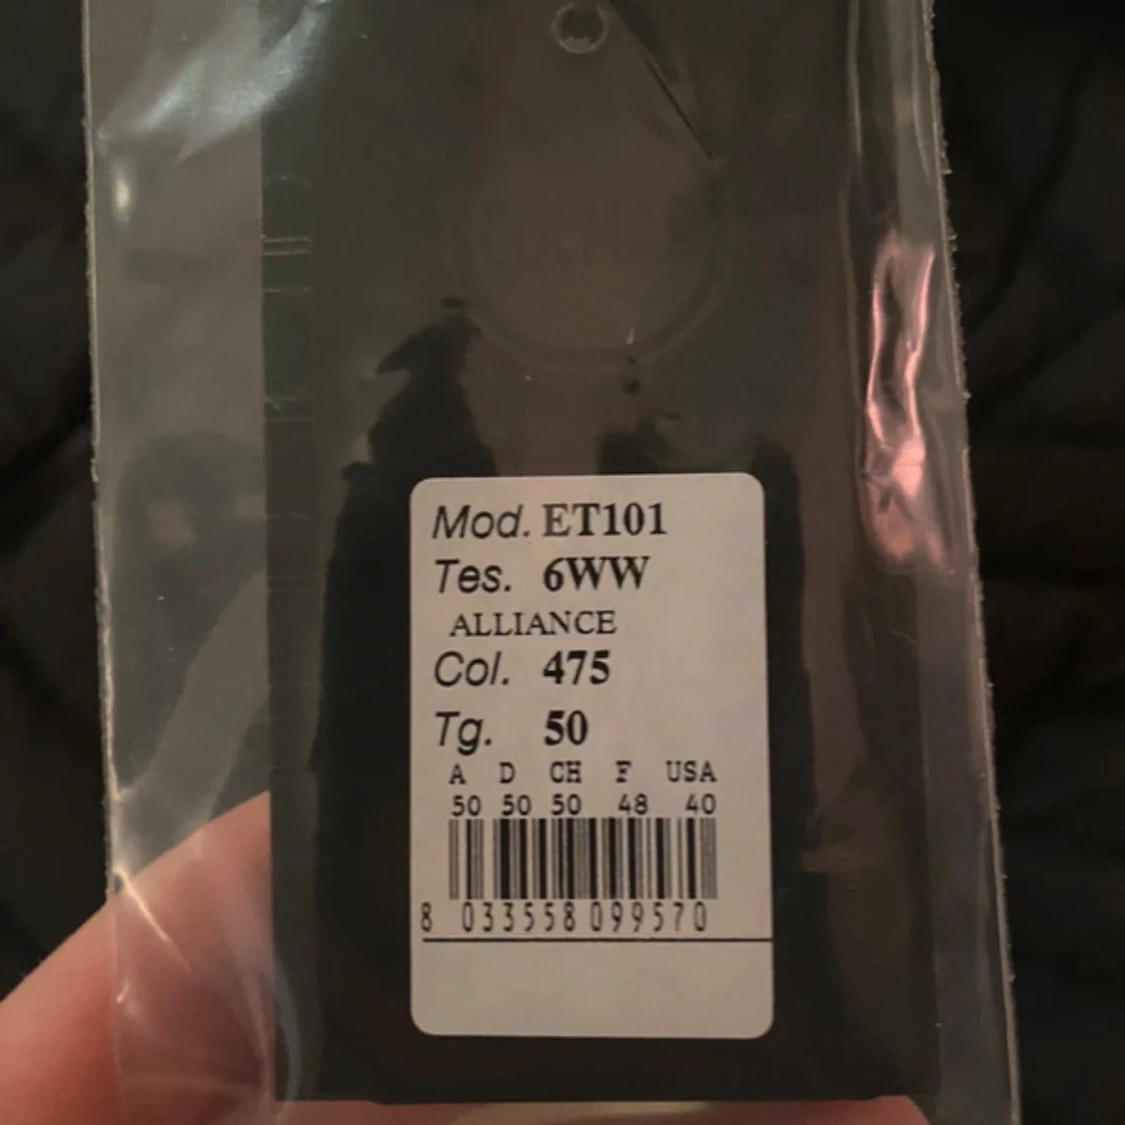 Mod. ET101
Tes. 6WW
ALLIANCE
Col. 475
Tg. 50
A D CH F USA
50 50 50 48 40
8 033558 099570